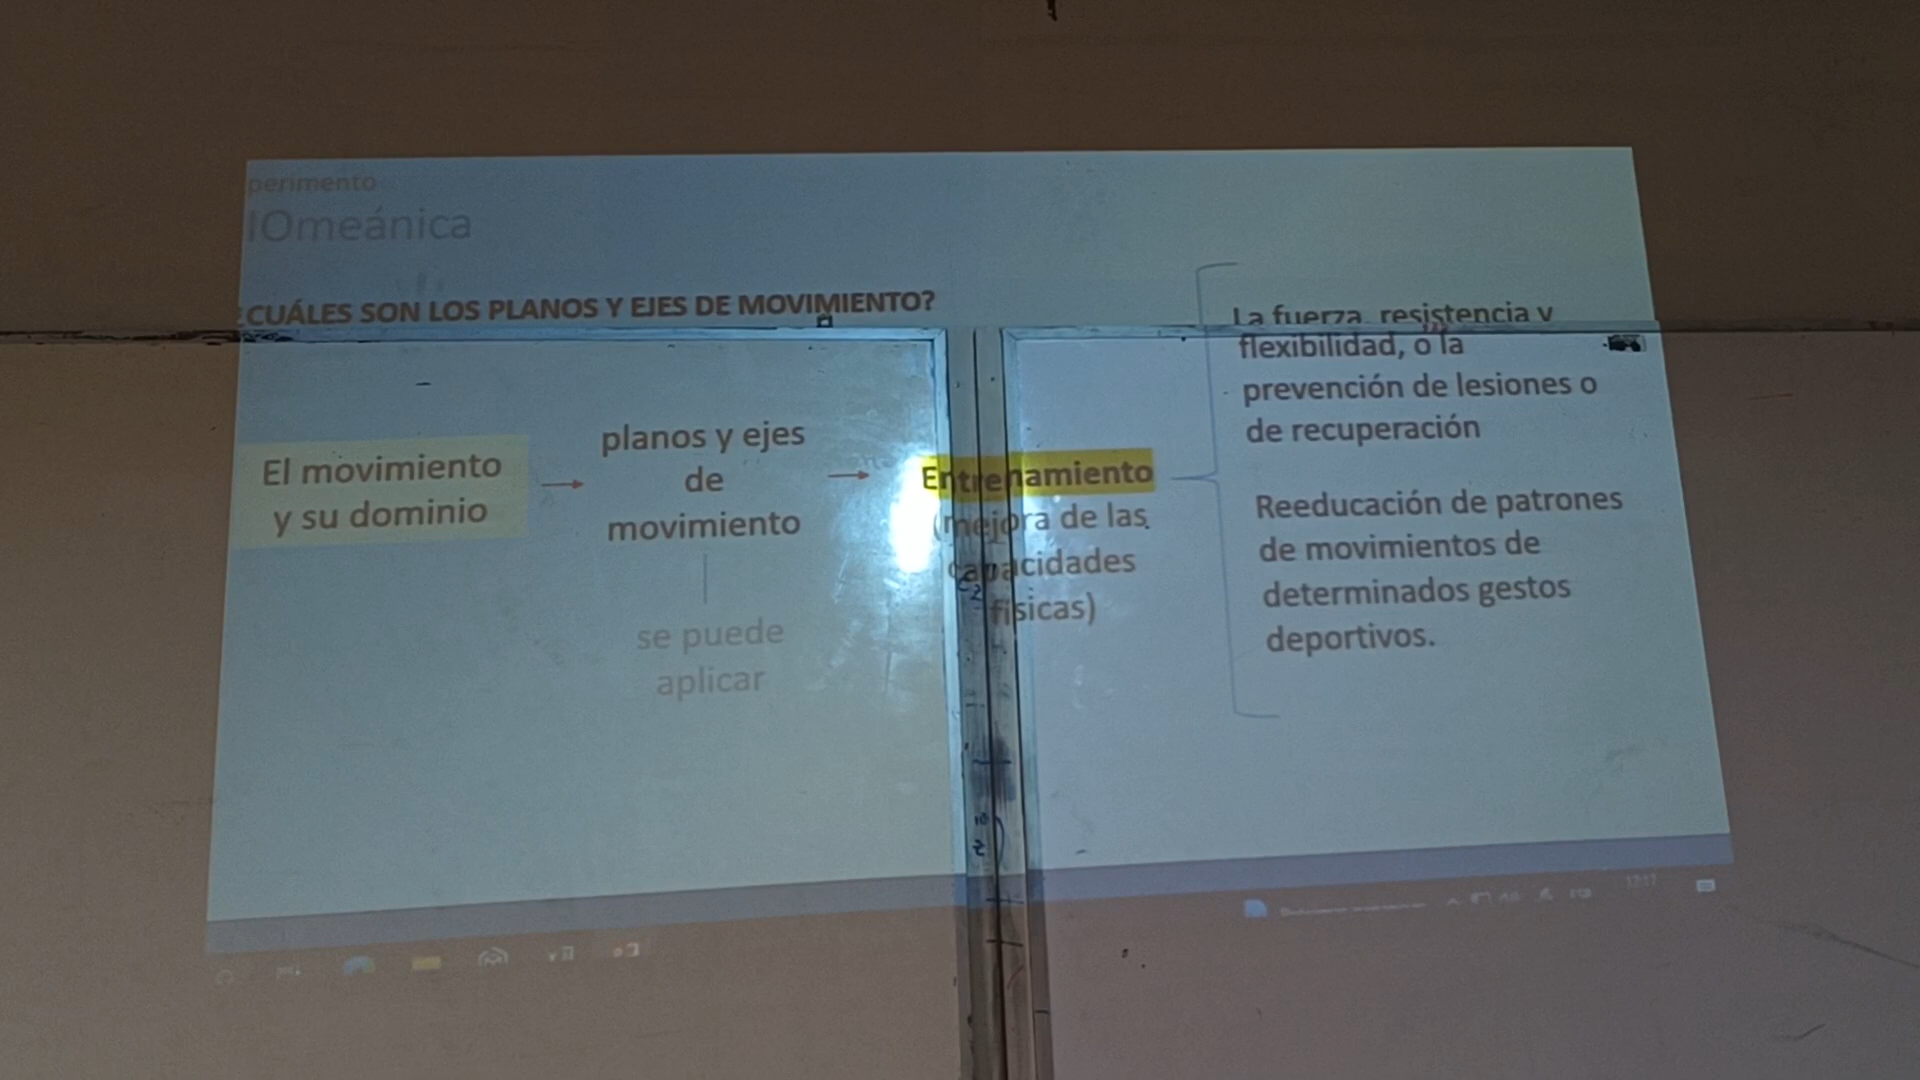 perimento
IOmeánica
¿CUÁLES SON LOS PLANOS Y EJES DE MOVIMIENTO?
El movimiento
y su dominio
planos y ejes
de
movimiento
se puede
aplicar
Entrenamiento
(mejora de las
capacidades
físicas)
La fuerza, resistencia y
flexibilidad, o la
prevención de lesiones o
de recuperación
Reeducación de patrones
de movimientos de
determinados gestos
deportivos.